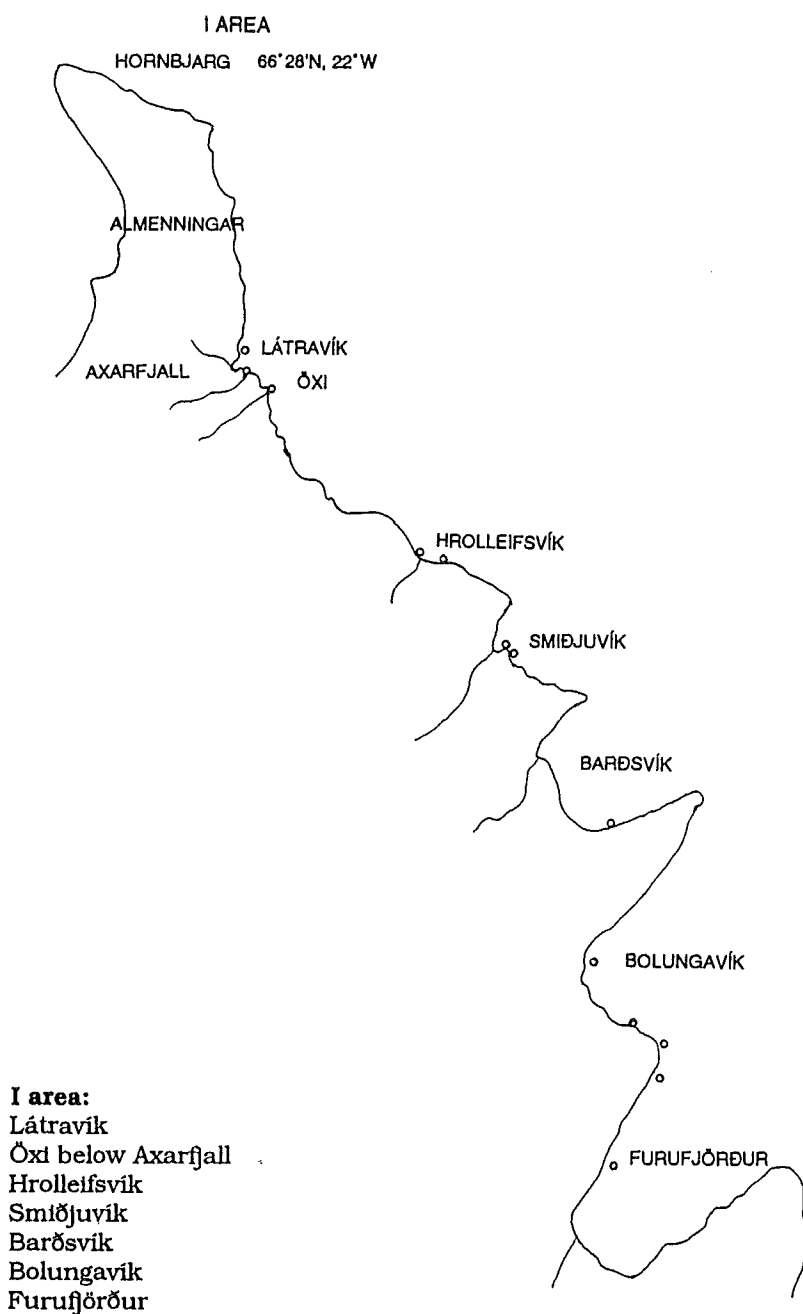 I AREA
HORNBJARG 66°28'N, 22°W
ALMENNINGAR
LÁTRAVÍK
AXARFJALL
ÖXI
HROLLEIFSVÍK
SMIÐJUVÍK
BARÐSVÍK
BOLUNGAVÍK
FURUFJÖRÐUR
I area:
Látravík
Öxi below Axarfjall
Hrolleifsvík
Smiðjuvík
Barðsvík
Bolungavík
Furufjörður